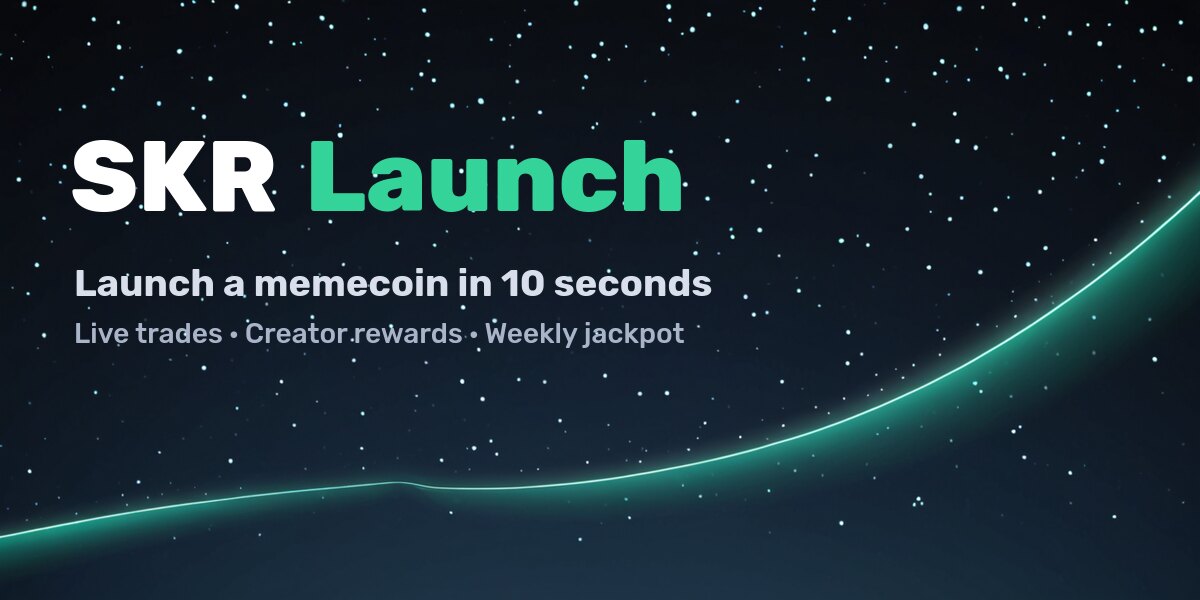 SKR Launch
Launch a memecoin in 10 seconds
Live trades • Creator rewards • Weekly jackpot